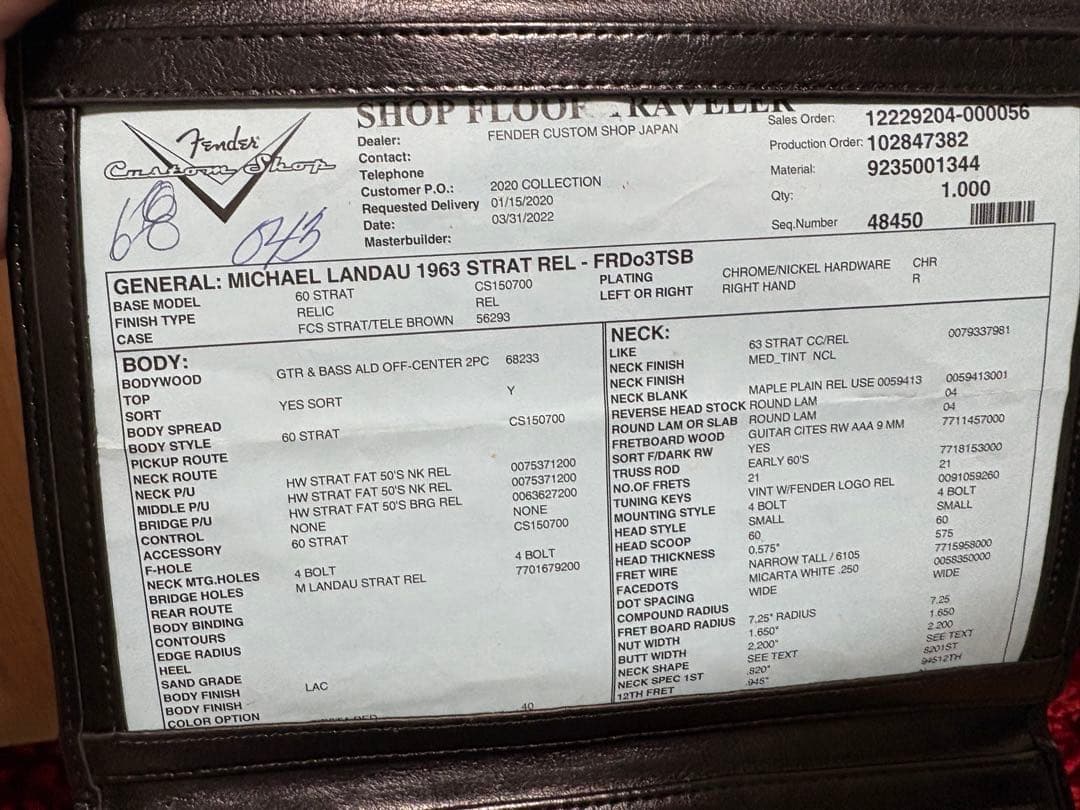 SHOP FLOOR TRAVELER
Fender
Custom Shop
68
043
Dealer: FENDER CUSTOM SHOP JAPAN
Contact:
Telephone
Customer P.O.: 2020 COLLECTION
Requested Delivery 01/15/2020
Date: 03/31/2022
Masterbuilder:
Sales Order: 12229204-000056
Production Order: 102847382
Material: 9235001344
Qty: 1.000
Seq.Number 48450
GENERAL: MICHAEL LANDAU 1963 STRAT REL - FRDo3TSB
BASE MODEL 60 STRAT CS150700
FINISH TYPE RELIC REL
CASE FCS STRAT/TELE BROWN 56293
PLATING CHROME/NICKEL HARDWARE CHR
LEFT OR RIGHT RIGHT HAND R
BODY:
BODYWOOD GTR & BASS ALD OFF-CENTER 2PC 68233
TOP
SORT YES SORT Y
BODY SPREAD
BODY STYLE 60 STRAT CS150700
PICKUP ROUTE
NECK ROUTE
NECK P/U HW STRAT FAT 50'S NK REL 0075371200
MIDDLE P/U HW STRAT FAT 50'S NK REL 0075371200
BRIDGE P/U HW STRAT FAT 50'S BRG REL 0063627200
CONTROL NONE NONE
ACCESSORY 60 STRAT CS150700
F-HOLE
NECK MTG.HOLES 4 BOLT 4 BOLT
BRIDGE HOLES M LANDAU STRAT REL 7701679200
REAR ROUTE
BODY BINDING
CONTOURS
EDGE RADIUS
HEEL
SAND GRADE
BODY FINISH LAC
BODY FINISH
COLOR OPTION 40
NECK:
LIKE 63 STRAT CC/REL 0079337981
NECK FINISH MED_TINT NCL
NECK FINISH
NECK BLANK MAPLE PLAIN REL USE 0059413 0059413001
REVERSE HEAD STOCK ROUND LAM 04
ROUND LAM OR SLAB ROUND LAM 04
FRETBOARD WOOD GUITAR CITES RW AAA 9 MM 7711457000
SORT F/DARK RW YES
TRUSS ROD EARLY 60'S 7718153000
NO.OF FRETS 21 21
TUNING KEYS VINT W/FENDER LOGO REL 0091059260
MOUNTING STYLE 4 BOLT 4 BOLT
HEAD STYLE SMALL SMALL
HEAD SCOOP 60 60
HEAD THICKNESS 0.575" 575
FRET WIRE NARROW TALL / 6105 7715958000
FACEDOTS MICARTA WHITE .250 0058350000
DOT SPACING WIDE WIDE
COMPOUND RADIUS
FRET BOARD RADIUS 7.25" RADIUS 7.25
NUT WIDTH 1.650" 1.650
BUTT WIDTH 2.200" 2.200
NECK SHAPE SEE TEXT SEE TEXT
NECK SPEC 1ST .820" 8201ST
12TH FRET .945" 94512TH